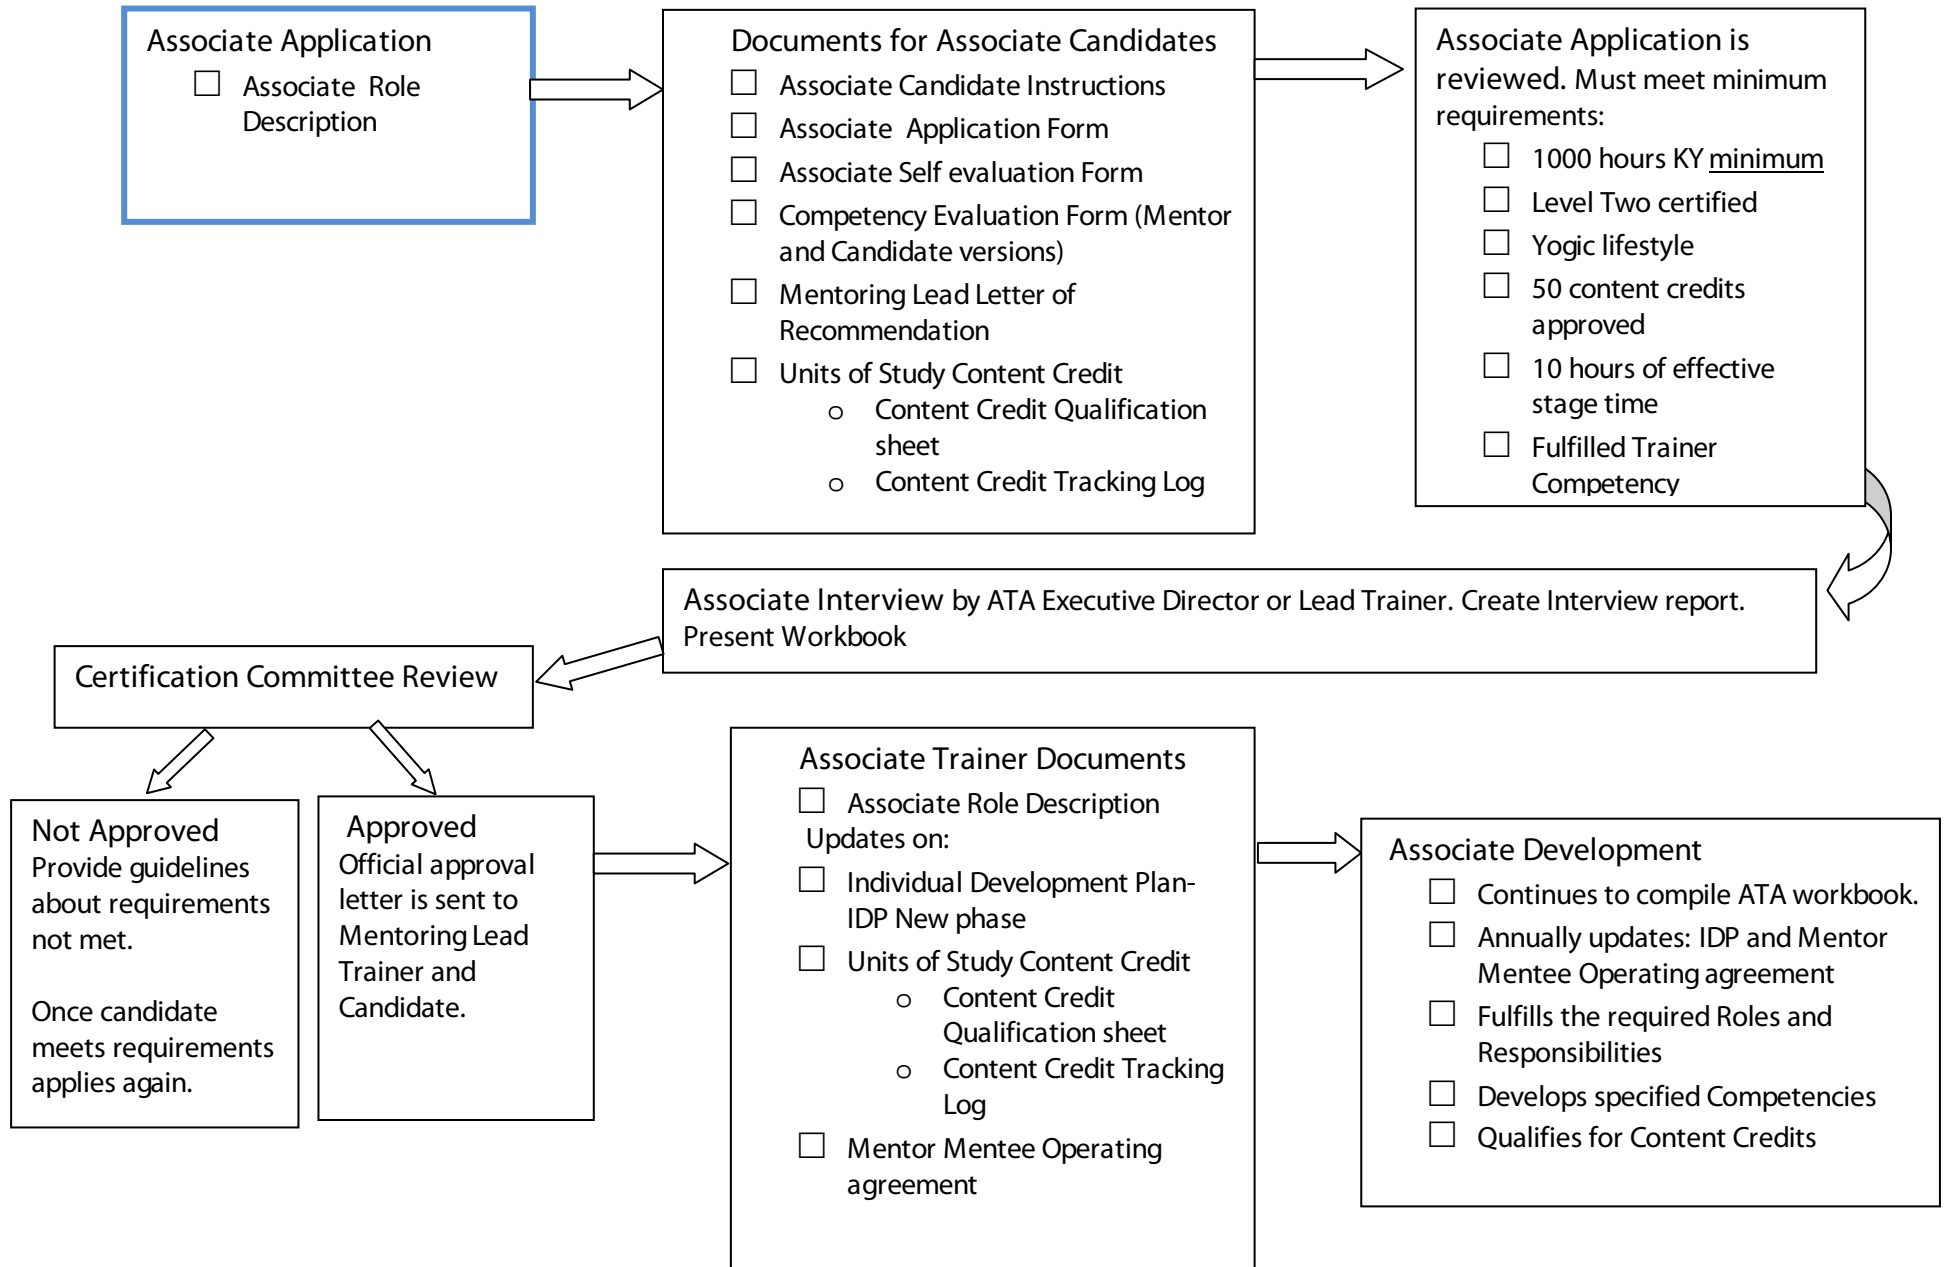 Associate Application
☐ Associate Role
Description
Documents for Associate Candidates
☐ Associate Candidate Instructions
☐ Associate Application Form
☐ Associate Self evaluation Form
☐ Competency Evaluation Form (Mentor
and Candidate versions)
☐ Mentoring Lead Letter of
Recommendation
☐ Units of Study Content Credit
o Content Credit Qualification
sheet
o Content Credit Tracking Log
Associate Application is
reviewed. Must meet minimum
requirements:
☐ 1000 hours KY minimum
☐ Level Two certified
☐ Yogic lifestyle
☐ 50 content credits
approved
☐ 10 hours of effective
stage time
☐ Fulfilled Trainer
Competency
Associate Interview by ATA Executive Director or Lead Trainer. Create Interview report.
Present Workbook
Certification Committee Review
Not Approved
Provide guidelines
about requirements
not met.
Once candidate
meets requirements
applies again.
Approved
Official approval
letter is sent to
Mentoring Lead
Trainer and
Candidate.
Associate Trainer Documents
☐ Associate Role Description
Updates on:
☐ Individual Development Plan-
IDP New phase
☐ Units of Study Content Credit
o Content Credit
Qualification sheet
o Content Credit Tracking
Log
☐ Mentor Mentee Operating
agreement
Associate Development
☐ Continues to compile ATA workbook.
☐ Annually updates: IDP and Mentor
Mentee Operating agreement
☐ Fulfills the required Roles and
Responsibilities
☐ Develops specified Competencies
☐ Qualifies for Content Credits